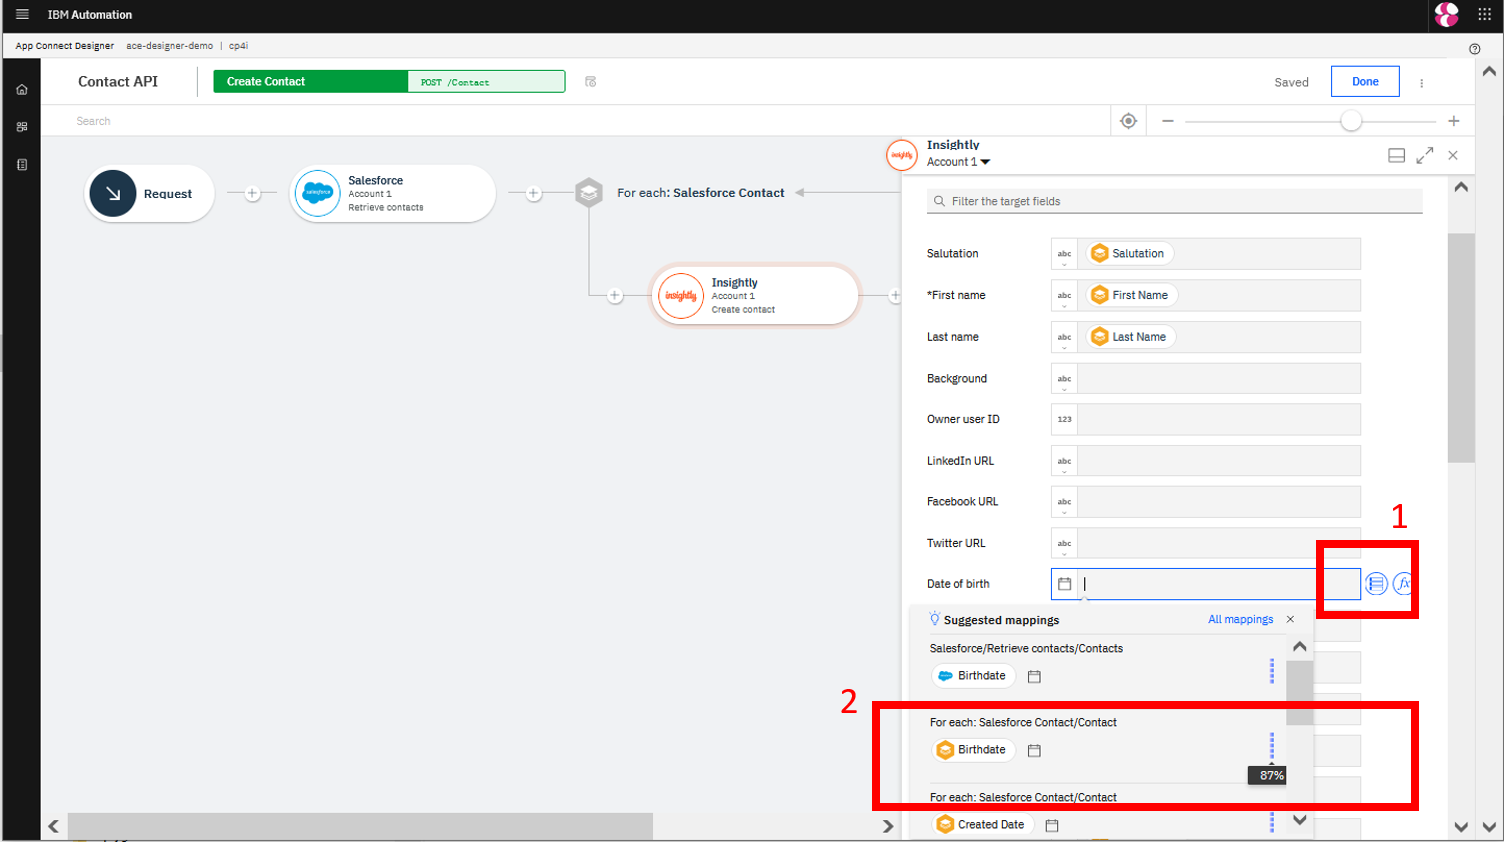 IBM Automation
App Connect Designer ace-designer-demo | cp4i
Contact API
Create Contact
POST /Contact
Saved
Done
Search
Request
salesforce
Salesforce
Account 1
Retrieve contacts
For each: Salesforce Contact
insightly
Insightly
Account 1
Create contact
insightly
Insightly
Account 1
Filter the target fields
Salutation abc Salutation
*First name abc First Name
Last name abc Last Name
Background abc
Owner user ID 123
LinkedIn URL abc
Facebook URL abc
1
Twitter URL abc
Date of birth fx
Suggested mappings All mappings
Salesforce/Retrieve contacts/Contacts
Birthdate
2
For each: Salesforce Contact/Contact
Birthdate
87%
For each: Salesforce Contact/Contact
Created Date